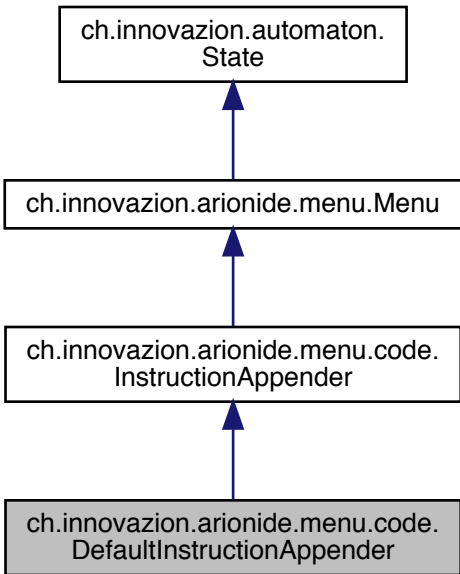 ch.innovazion.automaton.
State
ch.innovazion.arionide.menu.Menu
ch.innovazion.arionide.menu.code.
InstructionAppender
ch.innovazion.arionide.menu.code.
DefaultInstructionAppender